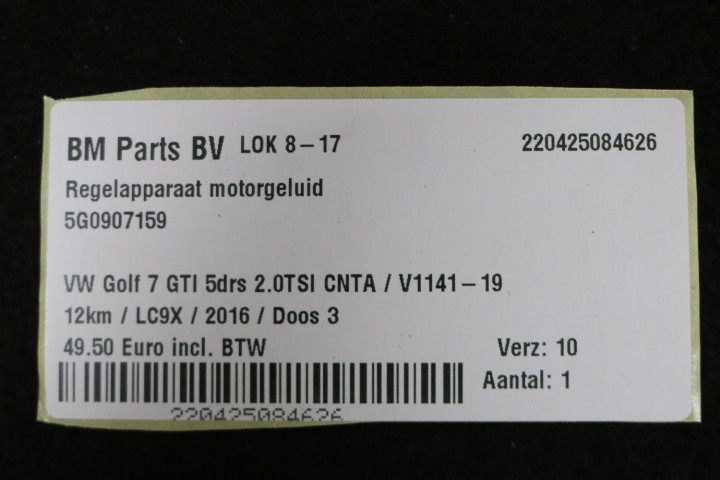 BM Parts BV LOK 8-17 220425084626
Regelapparaat motorgeluid
5G0907159
VW Golf 7 GTI 5drs 2.0TSI CNTA / V1141-19
12km / LC9X / 2016 / Doos 3
49.50 Euro incl. BTW Verz: 10
Aantal: 1
220425084626